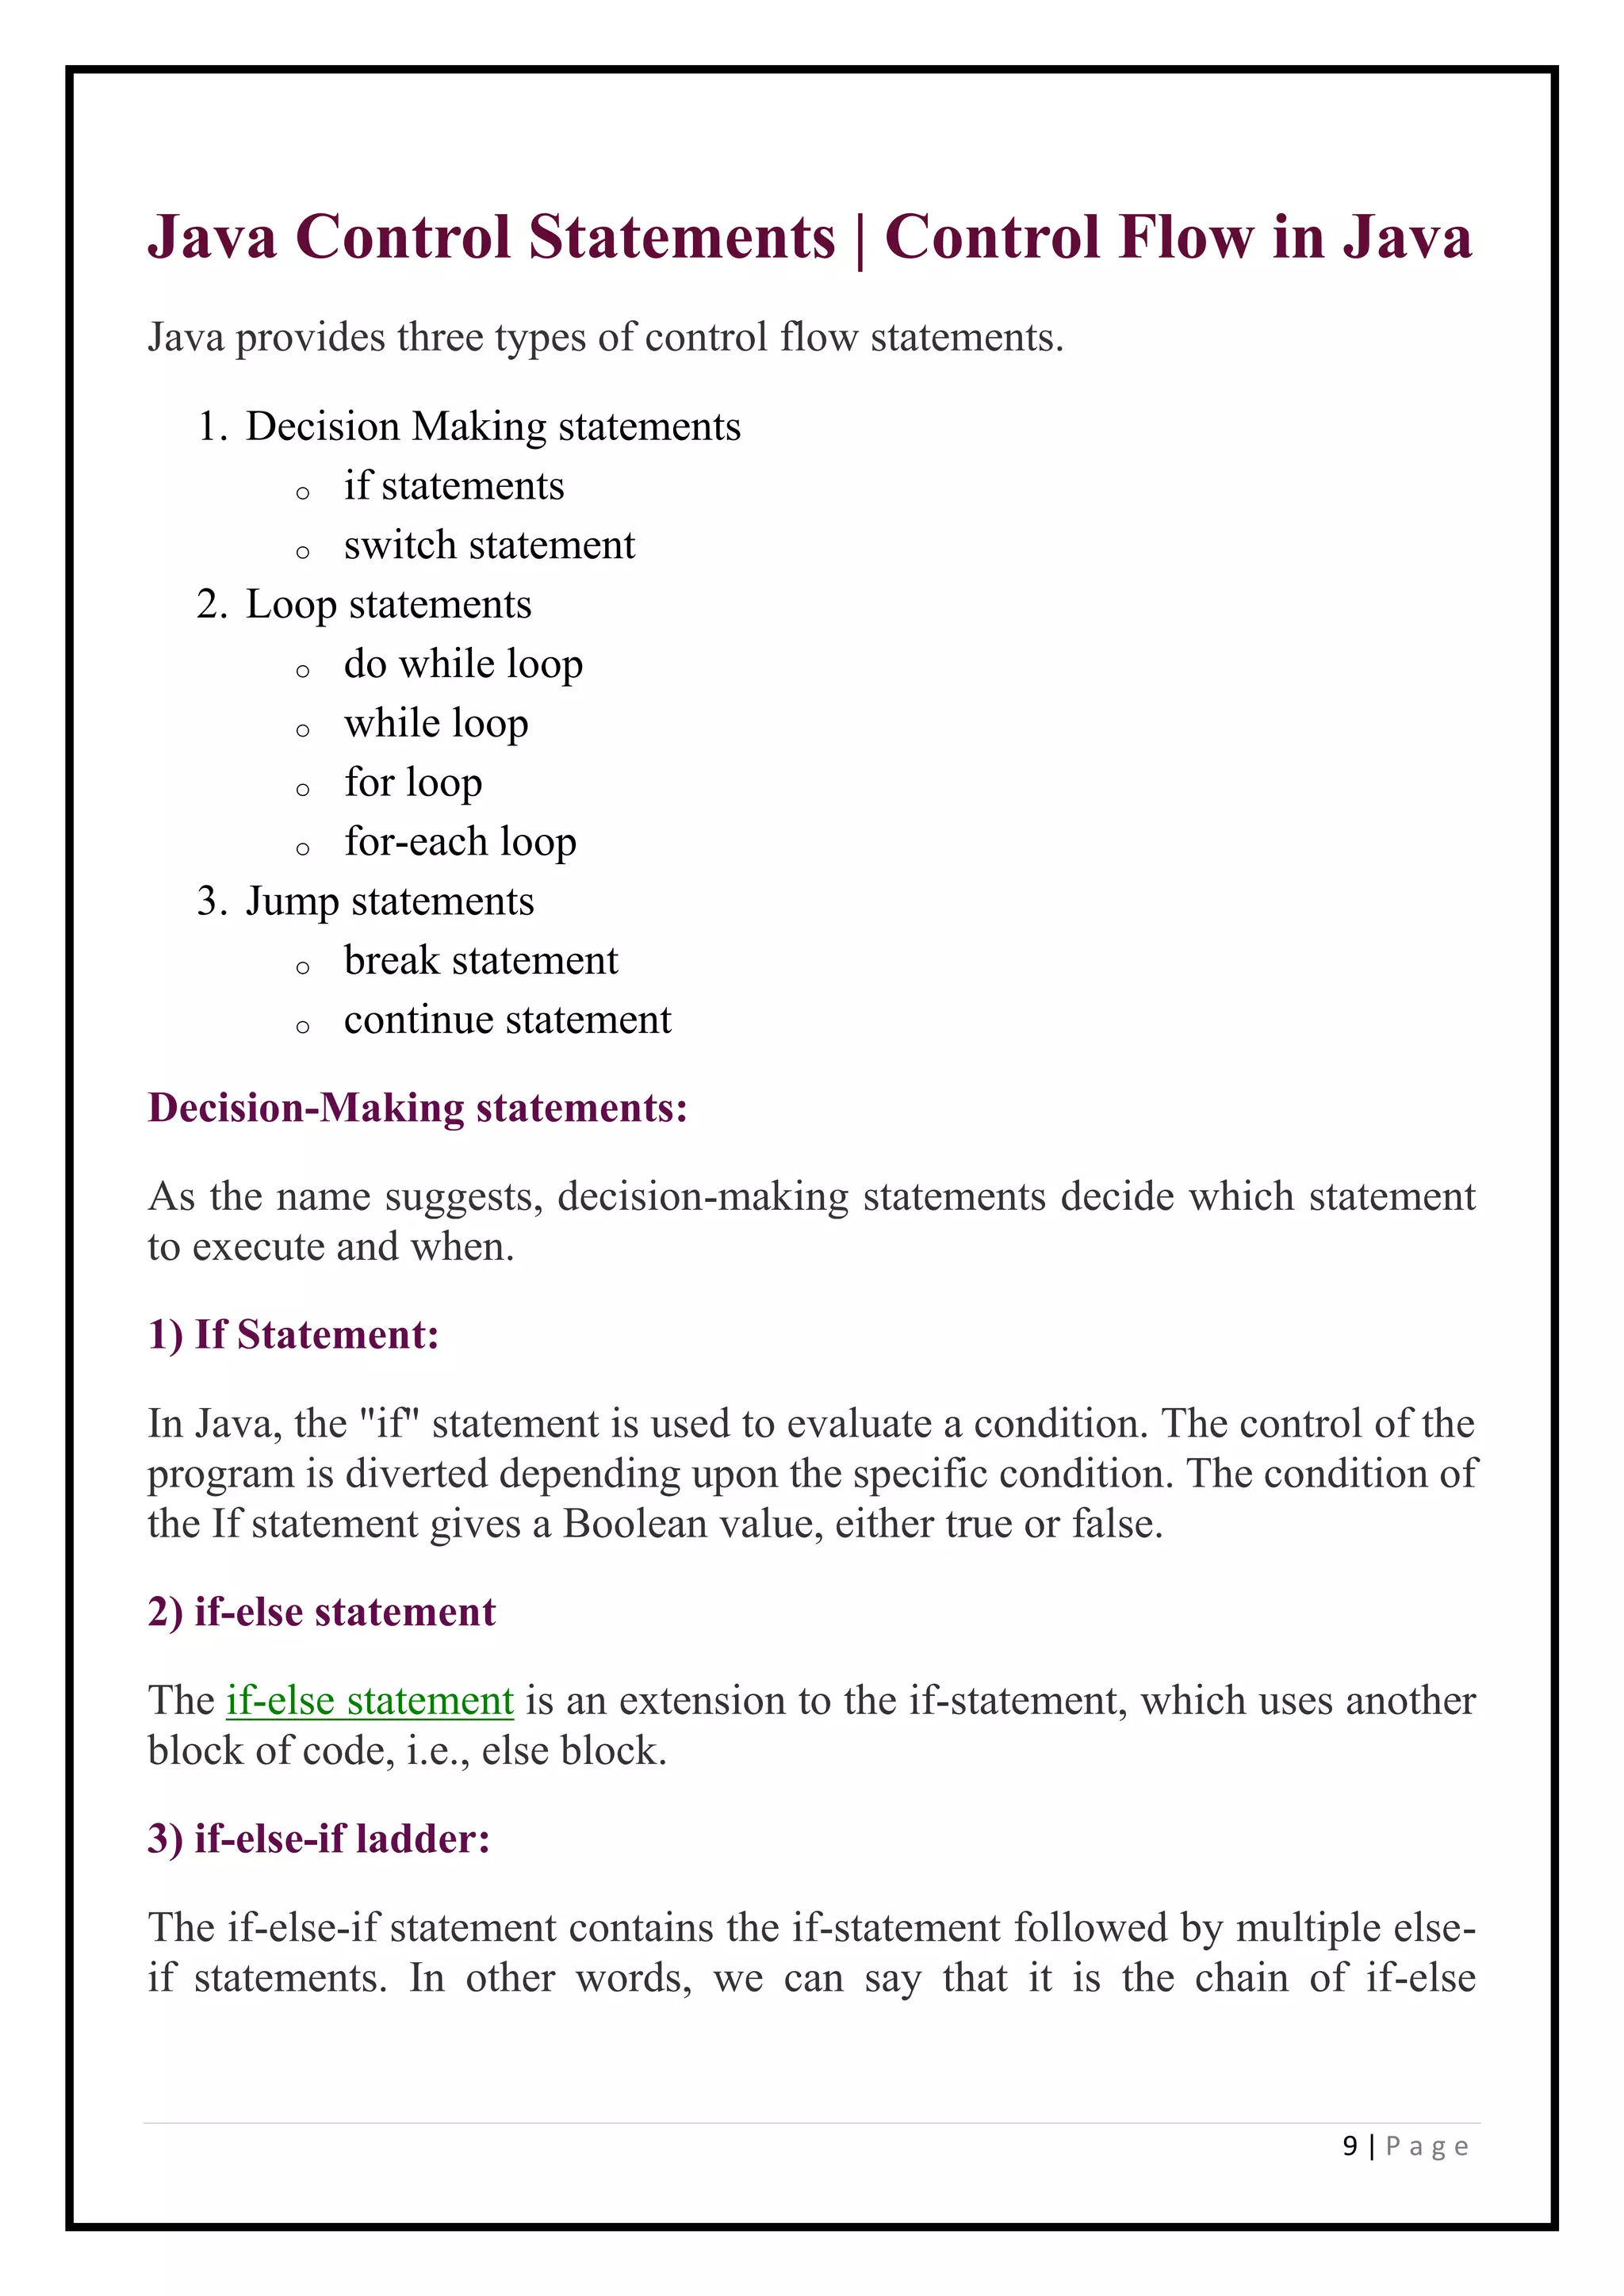 Java Control Statements | Control Flow in Java
Java provides three types of control flow statements.
1. Decision Making statements
o if statements
o switch statement
2. Loop statements
o do while loop
o while loop
o for loop
o for-each loop
3. Jump statements
o break statement
o continue statement
Decision-Making statements:
As the name suggests, decision-making statements decide which statement
to execute and when.
1) If Statement:
In Java, the "if" statement is used to evaluate a condition. The control of the
program is diverted depending upon the specific condition. The condition of
the If statement gives a Boolean value, either true or false.
2) if-else statement
The if-else statement is an extension to the if-statement, which uses another
block of code, i.e., else block.
3) if-else-if ladder:
The if-else-if statement contains the if-statement followed by multiple else-
if statements. In other words, we can say that it is the chain of if-else
9 | P a g e